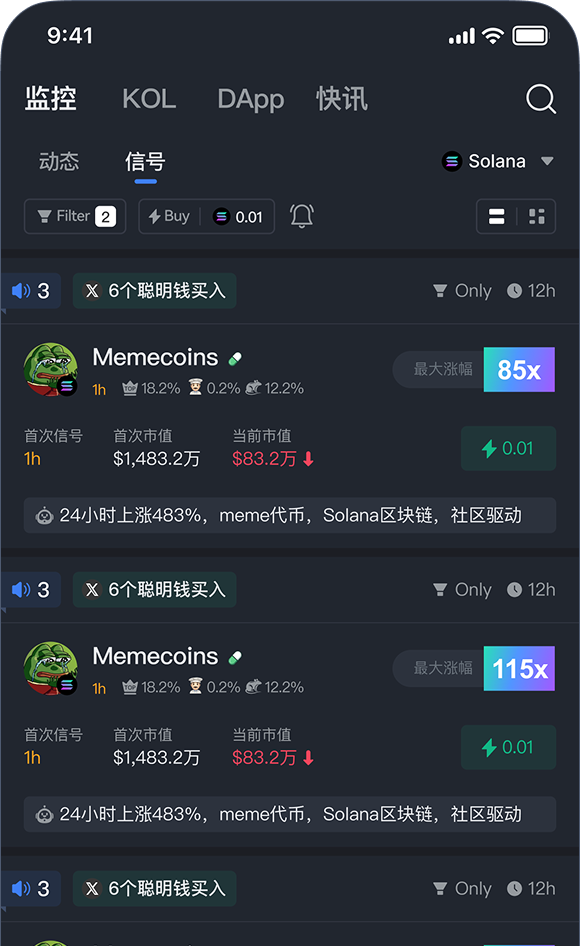 9:41
监控 KOL DApp 快讯
动态 信号 Solana
Filter 2 Buy 0.01
3 6个聪明钱买入 Only 12h
Memecoins
1h TOP 18.2% 0.2% 12.2%
最大涨幅 85x
首次信号 首次市值 当前市值
1h $1,483.2万 $83.2万 0.01
24小时上涨483%，meme代币，Solana区块链，社区驱动
3 6个聪明钱买入 Only 12h
Memecoins
1h TOP 18.2% 0.2% 12.2%
最大涨幅 115x
首次信号 首次市值 当前市值
1h $1,483.2万 $83.2万 0.01
24小时上涨483%，meme代币，Solana区块链，社区驱动
3 6个聪明钱买入 Only 12h